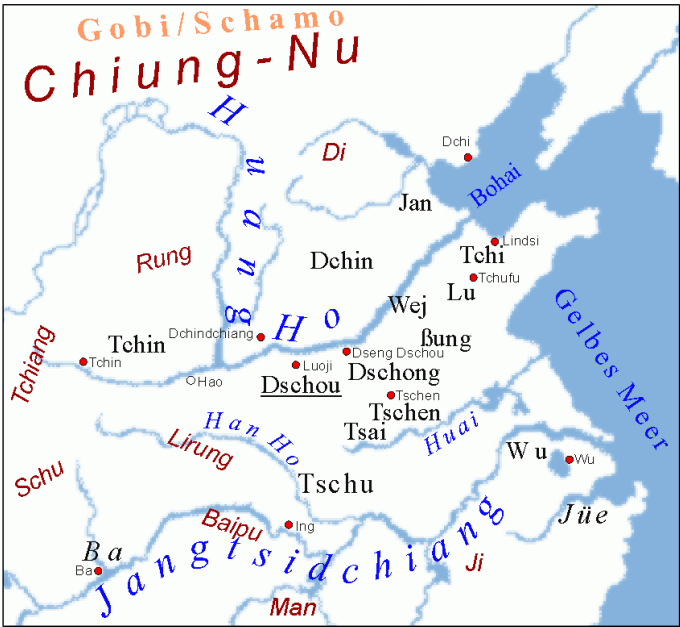 Gobi/Schamo
Chiung-Nu
Huang Ho
Di
Dchi
Bohai
Jan
Lindsi
Tchi
Rung
Dchin
Tchufu
Lu
Wej
Gelbes Meer
ßung
Dchindchiang
Tchin
Tchin
Tchiang
Hao
Luoji
Dschou
Dseng Dschou
Dschong
Tschen
Tschen
Tsai
Huai
Han Ho
Lirung
Schu
Tschu
Wu
Wu
Jüe
Baipu
Ing
Ba
Ba
Jangtsidchiang
Ji
Man